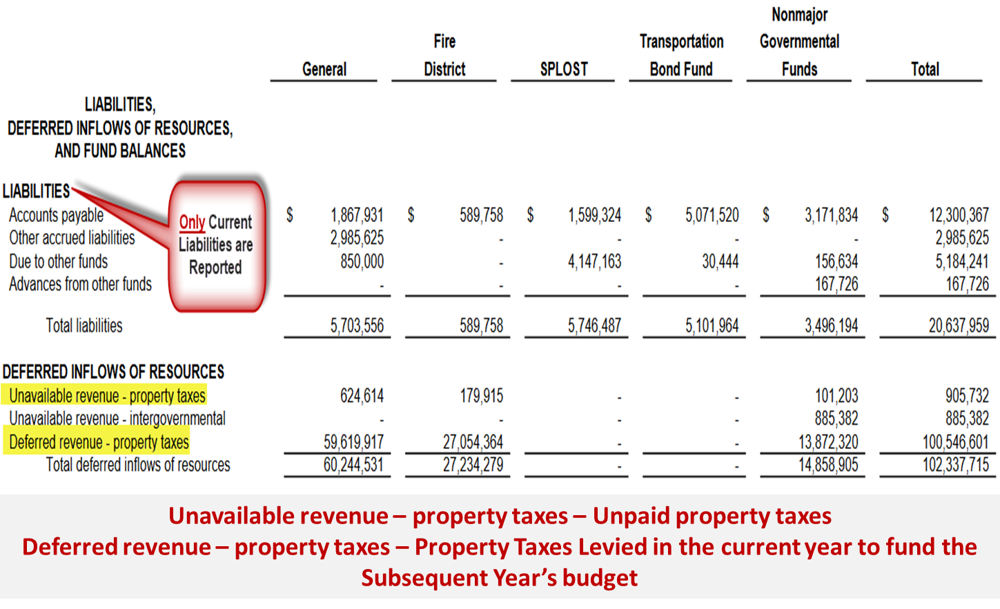 Nonmajor
Fire Transportation Governmental
General District SPLOST Bond Fund Funds Total
LIABILITIES,
DEFERRED INFLOWS OF RESOURCES,
AND FUND BALANCES
LIABILITIES
Only Current
Liabilities are
Reported
Accounts payable $ 1,867,931 $ 589,758 $ 1,599,324 $ 5,071,520 $ 3,171,834 $ 12,300,367
Other accrued liabilities 2,985,625 - - - - 2,985,625
Due to other funds 850,000 - 4,147,163 30,444 156,634 5,184,241
Advances from other funds - - - - 167,726 167,726
Total liabilities 5,703,556 589,758 5,746,487 5,101,964 3,496,194 20,637,959
DEFERRED INFLOWS OF RESOURCES
Unavailable revenue - property taxes 624,614 179,915 - - 101,203 905,732
Unavailable revenue - intergovernmental - - - - 885,382 885,382
Deferred revenue - property taxes 59,619,917 27,054,364 - - 13,872,320 100,546,601
Total deferred inflows of resources 60,244,531 27,234,279 - - 14,858,905 102,337,715
Unavailable revenue – property taxes – Unpaid property taxes
Deferred revenue – property taxes – Property Taxes Levied in the current year to fund the
Subsequent Year’s budget